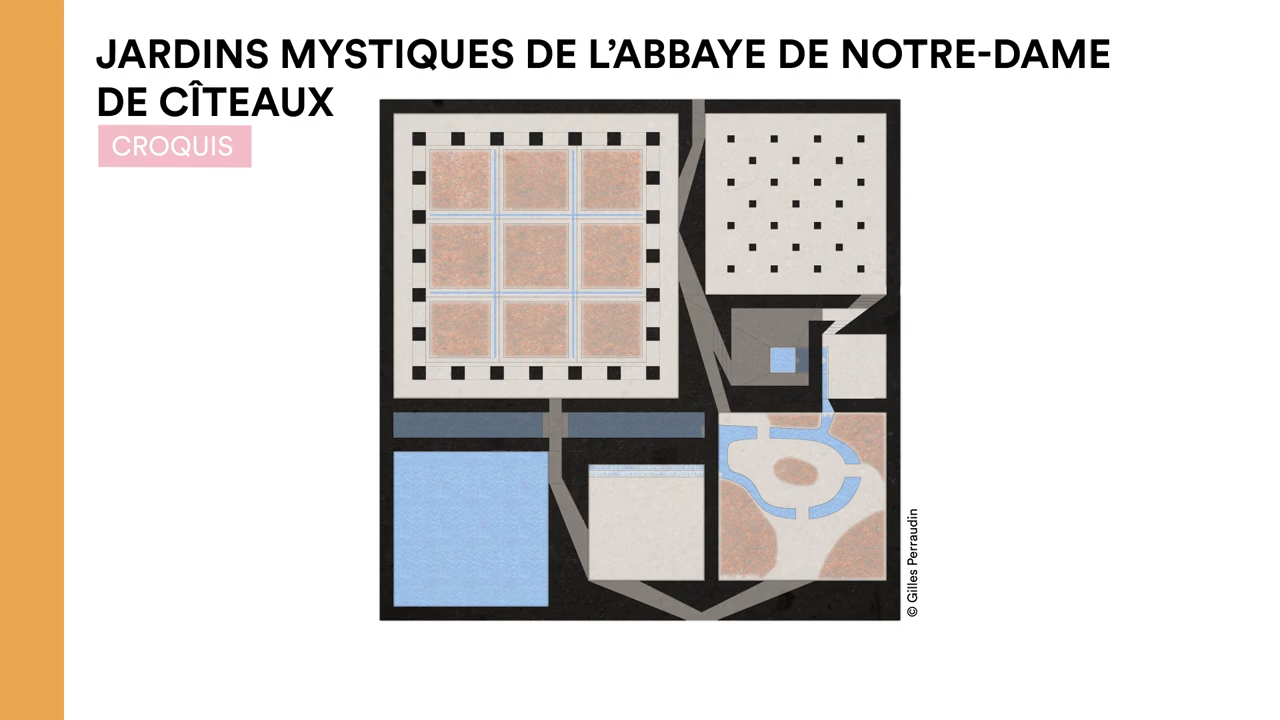 JARDINS MYSTIQUES DE L’ABBAYE DE NOTRE-DAME
DE CÎTEAUX
CROQUIS
© Gilles Perraudin